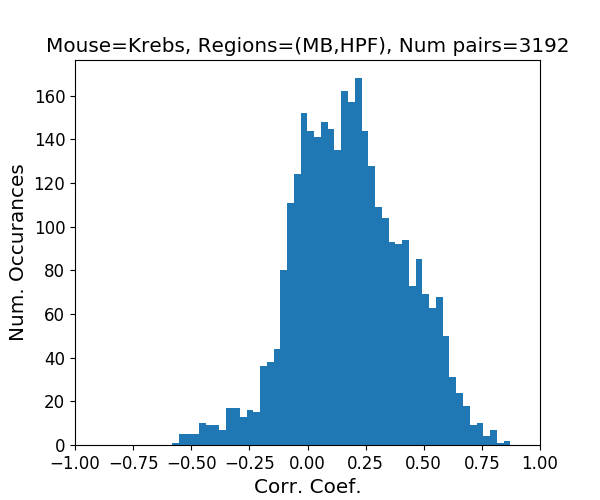 Mouse=Krebs, Regions=(MB,HPF), Num pairs=3192
Num. Occurances
160
140
120
100
80
60
40
20
0
−1.00 −0.75 −0.50 −0.25 0.00 0.25 0.50 0.75 1.00
Corr. Coef.